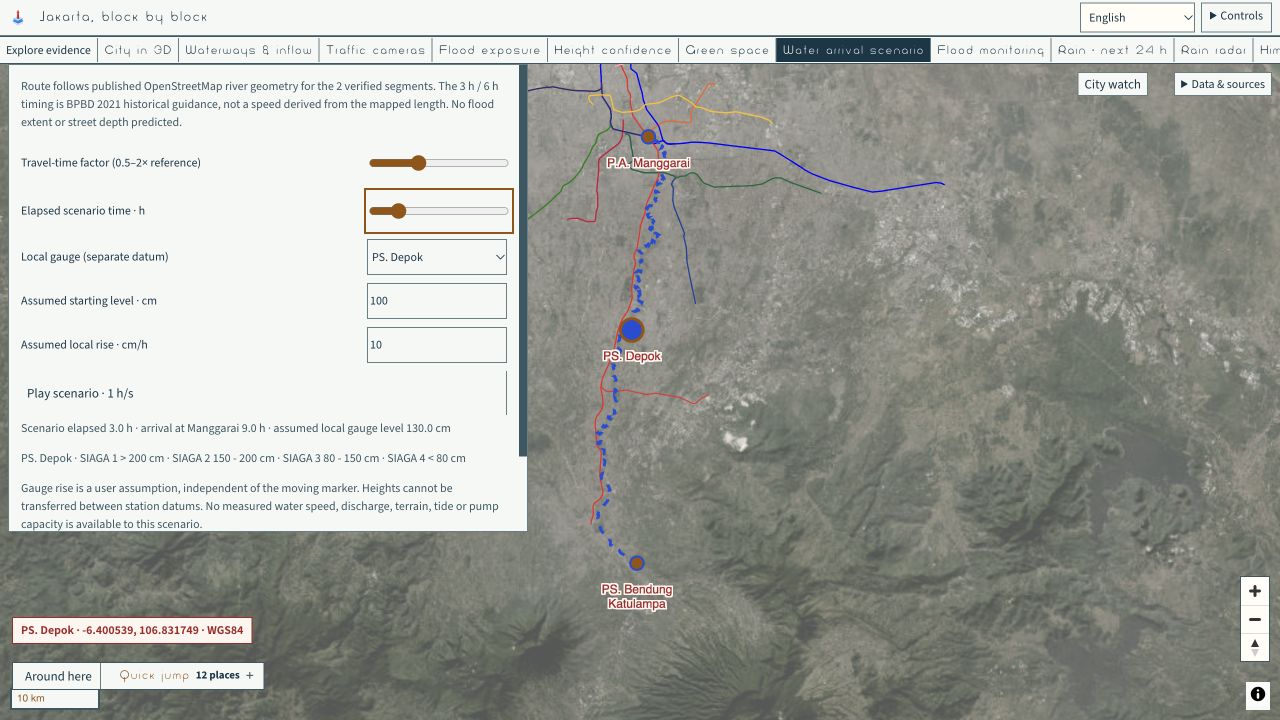 Jakarta, block by block
English
Controls
Explore evidence
City in 3D
Waterways & inflow
Traffic cameras
Flood exposure
Height confidence
Green space
Water arrival scenario
Flood monitoring
Rain · next 24 h
Rain radar
Route follows published OpenStreetMap river geometry for the 2 verified segments. The 3 h / 6 h
timing is BPBD 2021 historical guidance, not a speed derived from the mapped length. No flood
extent or street depth predicted.
Travel-time factor (0.5–2× reference)
Elapsed scenario time · h
Local gauge (separate datum)
PS. Depok
Assumed starting level · cm
100
Assumed local rise · cm/h
10
Play scenario · 1 h/s
Scenario elapsed 3.0 h · arrival at Manggarai 9.0 h · assumed local gauge level 130.0 cm
PS. Depok · SIAGA 1 > 200 cm · SIAGA 2 150 - 200 cm · SIAGA 3 80 - 150 cm · SIAGA 4 < 80 cm
Gauge rise is a user assumption, independent of the moving marker. Heights cannot be
transferred between station datums. No measured water speed, discharge, terrain, tide or pump
capacity is available to this scenario.
City watch
Data & sources
P.A. Manggarai
PS. Depok
PS. Bendung
Katulampa
PS. Depok · -6.400539, 106.831749 · WGS84
Around here
Quick jump 12 places +
10 km